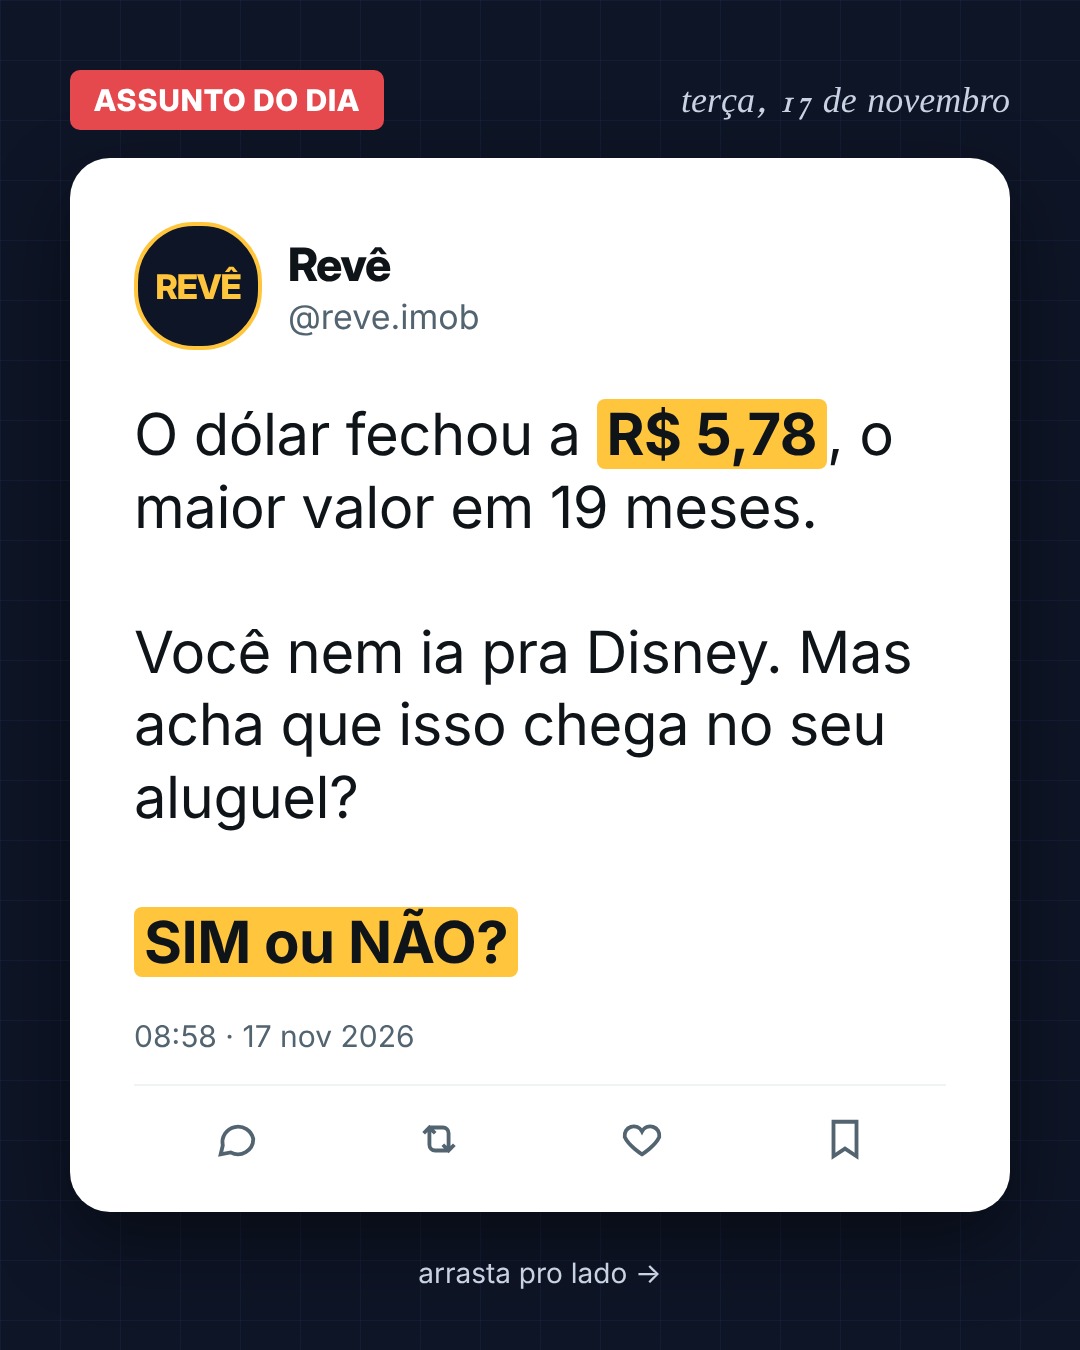 ASSUNTO DO DIA
terça, 17 de novembro
REVÊ
Revê
@reve.imob
O dólar fechou a R$ 5,78, o
maior valor em 19 meses.
Você nem ia pra Disney. Mas
acha que isso chega no seu
aluguel?
SIM ou NÃO?
08:58 · 17 nov 2026
arrasta pro lado →